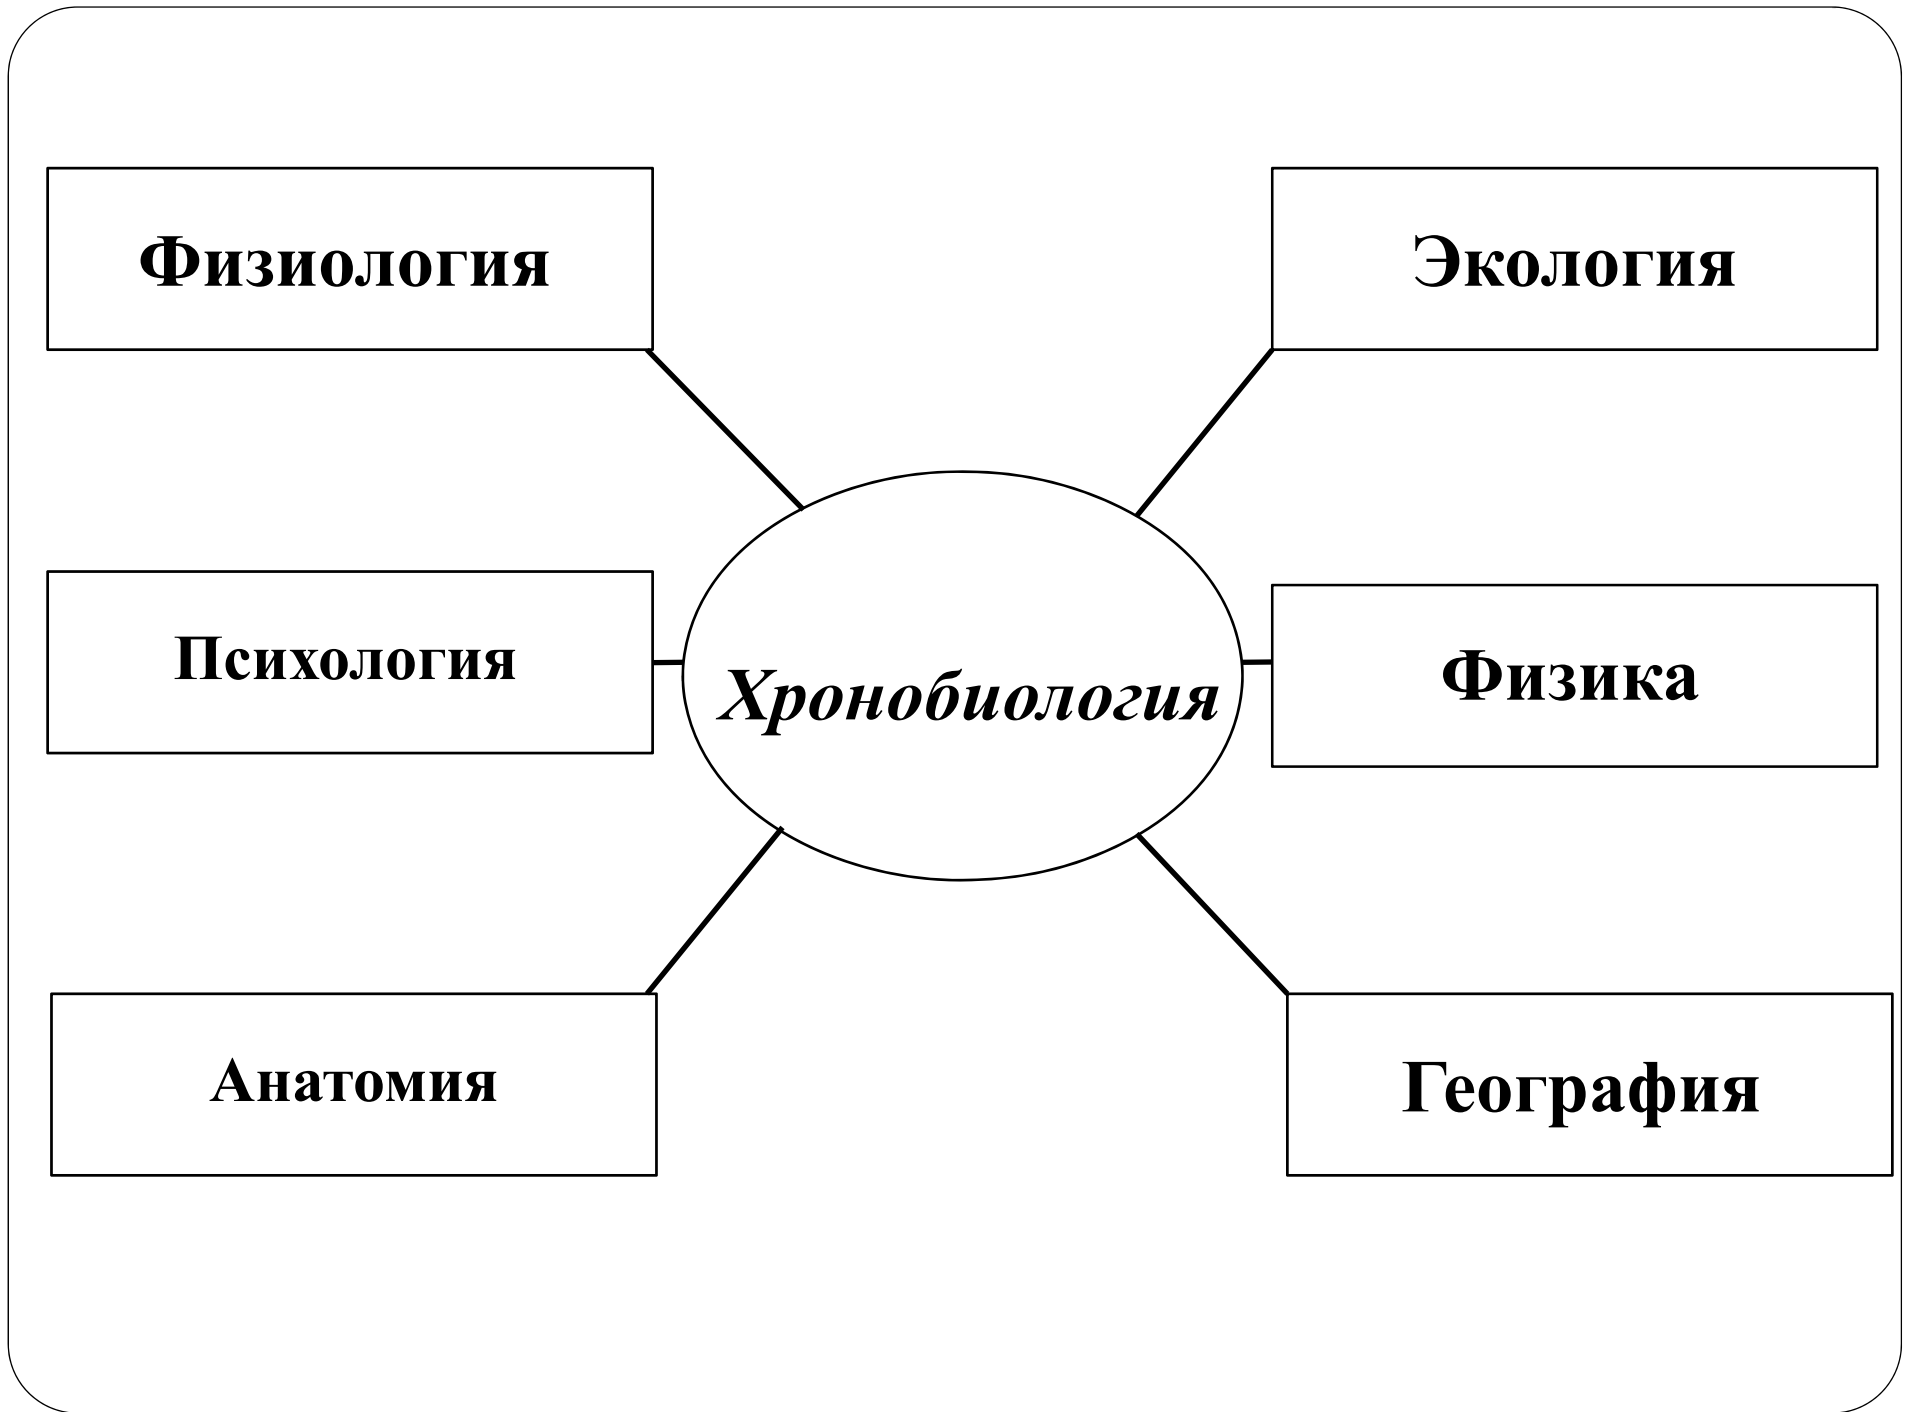 Физиология
Экология
Психология
Хронобиология
Физика
Анатомия
География